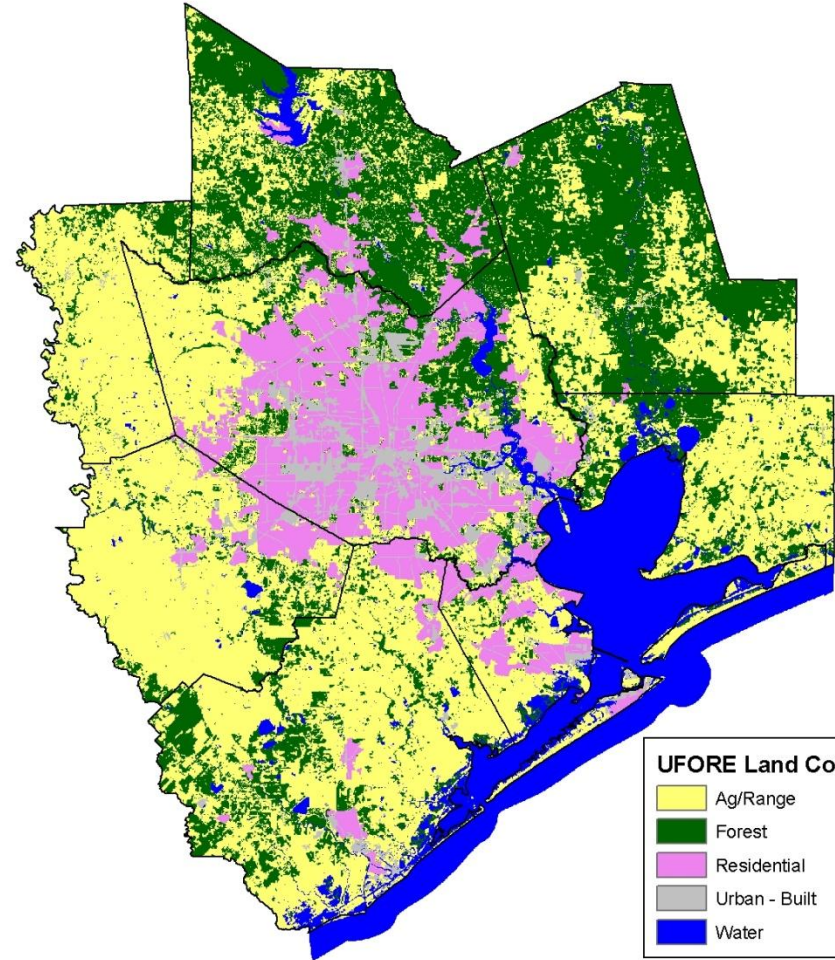 UFORE Land Co
Ag/Range
Forest
Residential
Urban - Built
Water